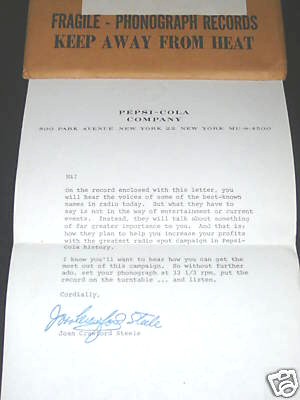 FRAGILE - PHONOGRAPH RECORDS
KEEP AWAY FROM HEAT
PEPSI-COLA
COMPANY
500 PARK AVENUE NEW YORK 22 NEW YORK MU-8-4500
Hi!
On the record enclosed with this letter, you
will hear the voices of some of the best-known
names in radio today. But what they have to
say is not in the way of entertainment or current
events. Instead, they will talk about something
of far greater importance to you. And that is:
how they plan to help you increase your profits
with the greatest radio spot campaign in Pepsi-
Cola history.
I know you'll want to hear how you can get the
most out of this campaign. So without further
ado, set your phonograph at 33 1/3 rpm, put the
record on the turntable ... and listen.
Cordially,
Joan Crawford Steele
Joan Crawford Steele
eb